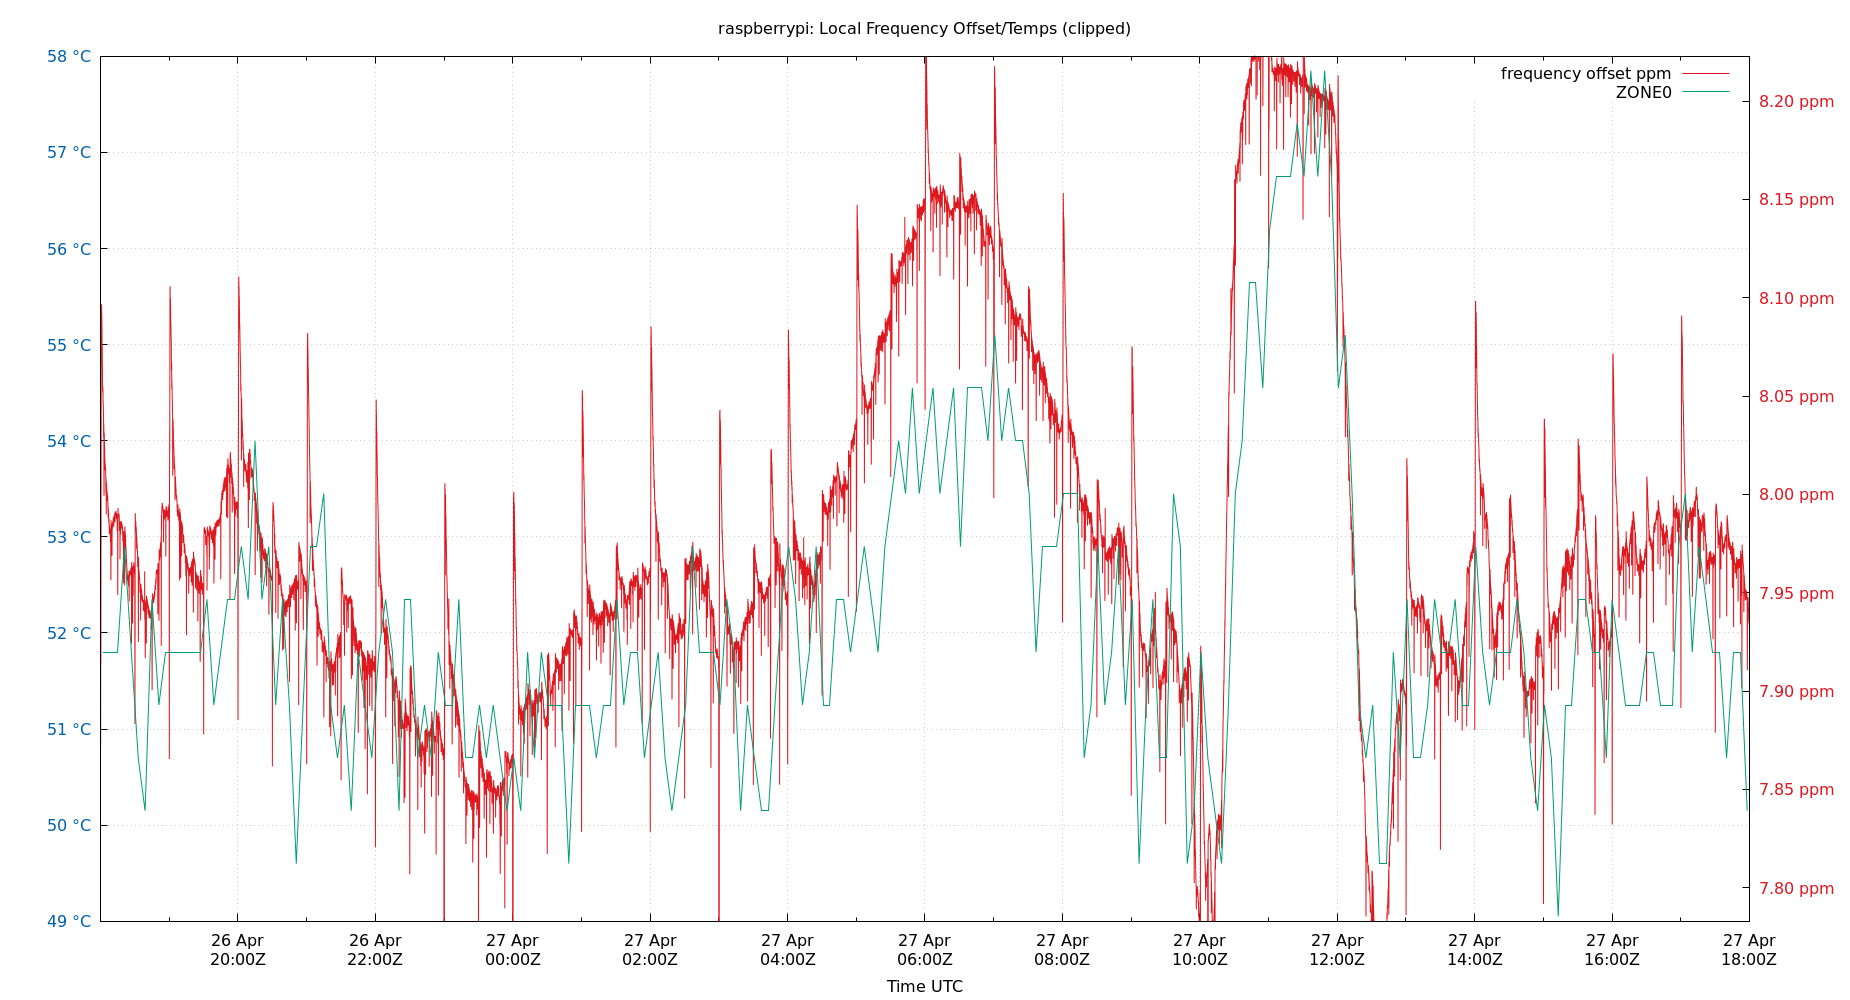 raspberrypi: Local Frequency Offset/Temps (clipped)
58 °C
57 °C
56 °C
55 °C
54 °C
53 °C
52 °C
51 °C
50 °C
49 °C
frequency offset ppm
ZONE0
8.20 ppm
8.15 ppm
8.10 ppm
8.05 ppm
8.00 ppm
7.95 ppm
7.90 ppm
7.85 ppm
7.80 ppm
26 Apr
20:00Z
26 Apr
22:00Z
27 Apr
00:00Z
27 Apr
02:00Z
27 Apr
04:00Z
27 Apr
06:00Z
27 Apr
08:00Z
27 Apr
10:00Z
27 Apr
12:00Z
27 Apr
14:00Z
27 Apr
16:00Z
27 Apr
18:00Z
Time UTC